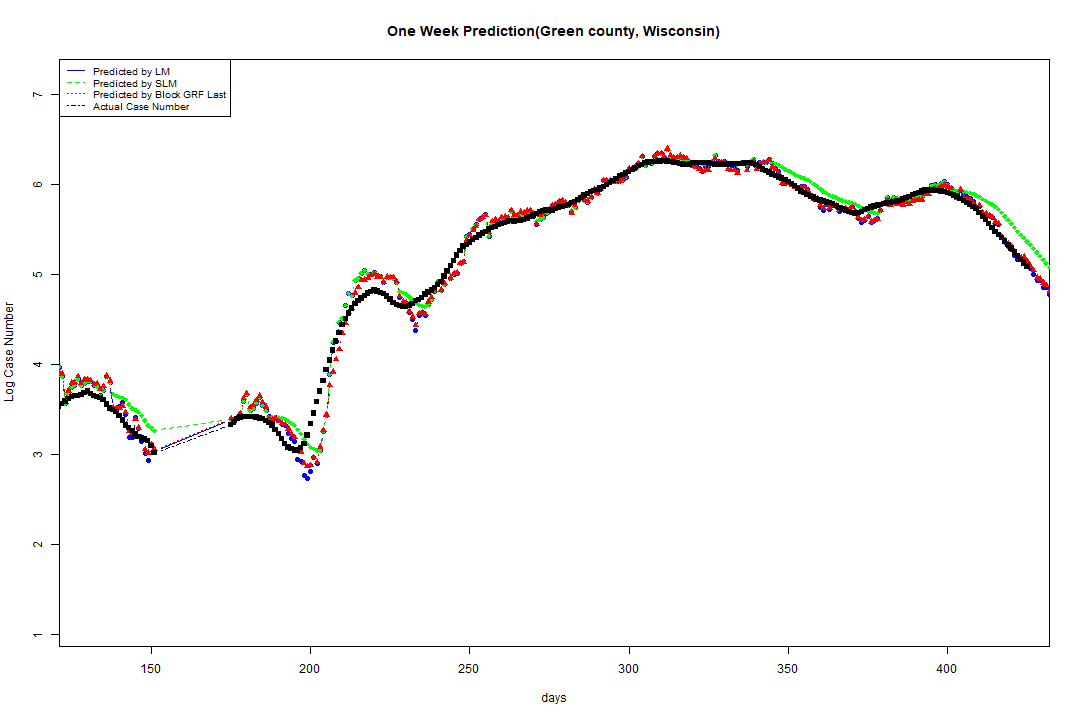 One Week Prediction(Green county, Wisconsin)
Predicted by LM
Predicted by SLM
Predicted by Block GRF Last
Actual Case Number
7
6
5
4
3
2
1
Log Case Number
150 200 250 300 350 400
days